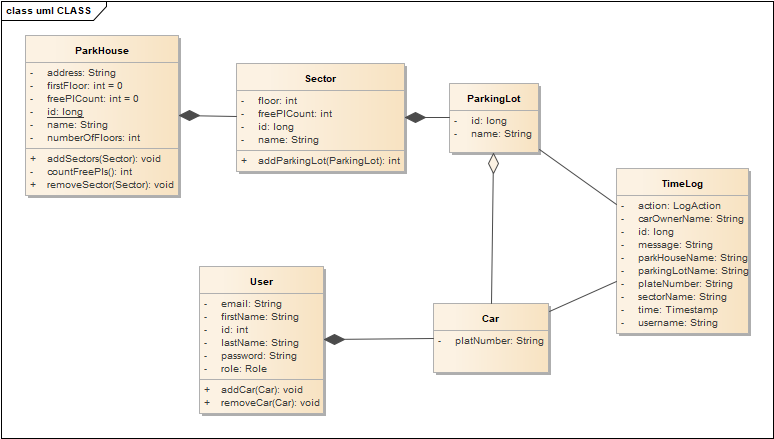 class uml CLASS
ParkHouse
- address: String
- firstFloor: int = 0
- freePlCount: int = 0
- id: long
- name: String
- numberOfFloors: int
+ addSectors(Sector): void
- countFreePls(): int
+ removeSector(Sector): void
Sector
- floor: int
- freePlCount: int
- id: long
- name: String
+ addParkingLot(ParkingLot): int
ParkingLot
- id: long
- name: String
TimeLog
- action: LogAction
- carOwnerName: String
- id: long
- message: String
- parkHouseName: String
- parkingLotName: String
- plateNumber: String
- sectorName: String
- time: Timestamp
- username: String
User
- email: String
- firstName: String
- id: int
- lastName: String
- password: String
- role: Role
+ addCar(Car): void
+ removeCar(Car): void
Car
- platNumber: String